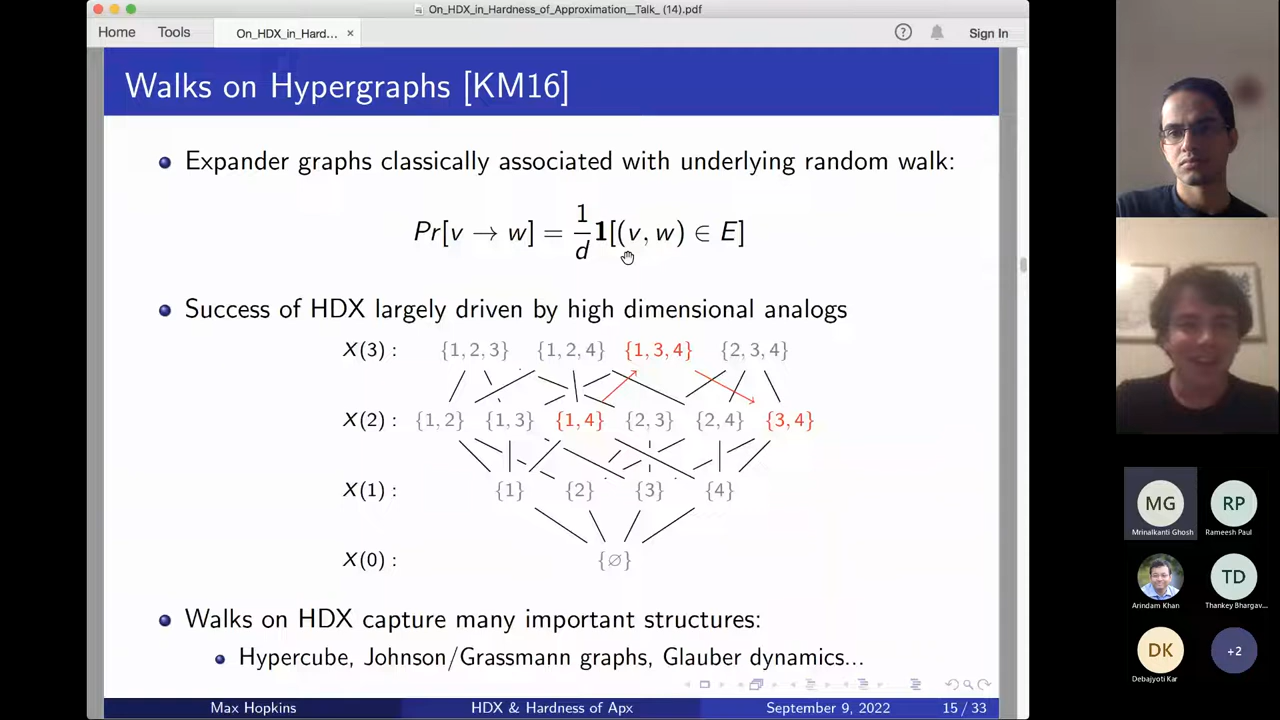 On_HDX_in_Hardness_of_Approximation__Talk_ (14).pdf
Home Tools On_HDX_in_Hard... × Sign In
Walks on Hypergraphs [KM16]
Expander graphs classically associated with underlying random walk:
Pr[v → w] = 1/d 1[(v, w) ∈ E]
Success of HDX largely driven by high dimensional analogs
X(3) : {1, 2, 3} {1, 2, 4} {1, 3, 4} {2, 3, 4}
X(2) : {1, 2} {1, 3} {1, 4} {2, 3} {2, 4} {3, 4}
X(1) : {1} {2} {3} {4}
X(0) : {∅}
Walks on HDX capture many important structures:
Hypercube, Johnson/Grassmann graphs, Glauber dynamics...
Max Hopkins HDX & Hardness of Apx September 9, 2022 15 / 33
MG RP
Mrinalkanti Ghosh Rameesh Paul
TD
Arindam Khan Thankey Bhargav...
DK +2
Debajyoti Kar